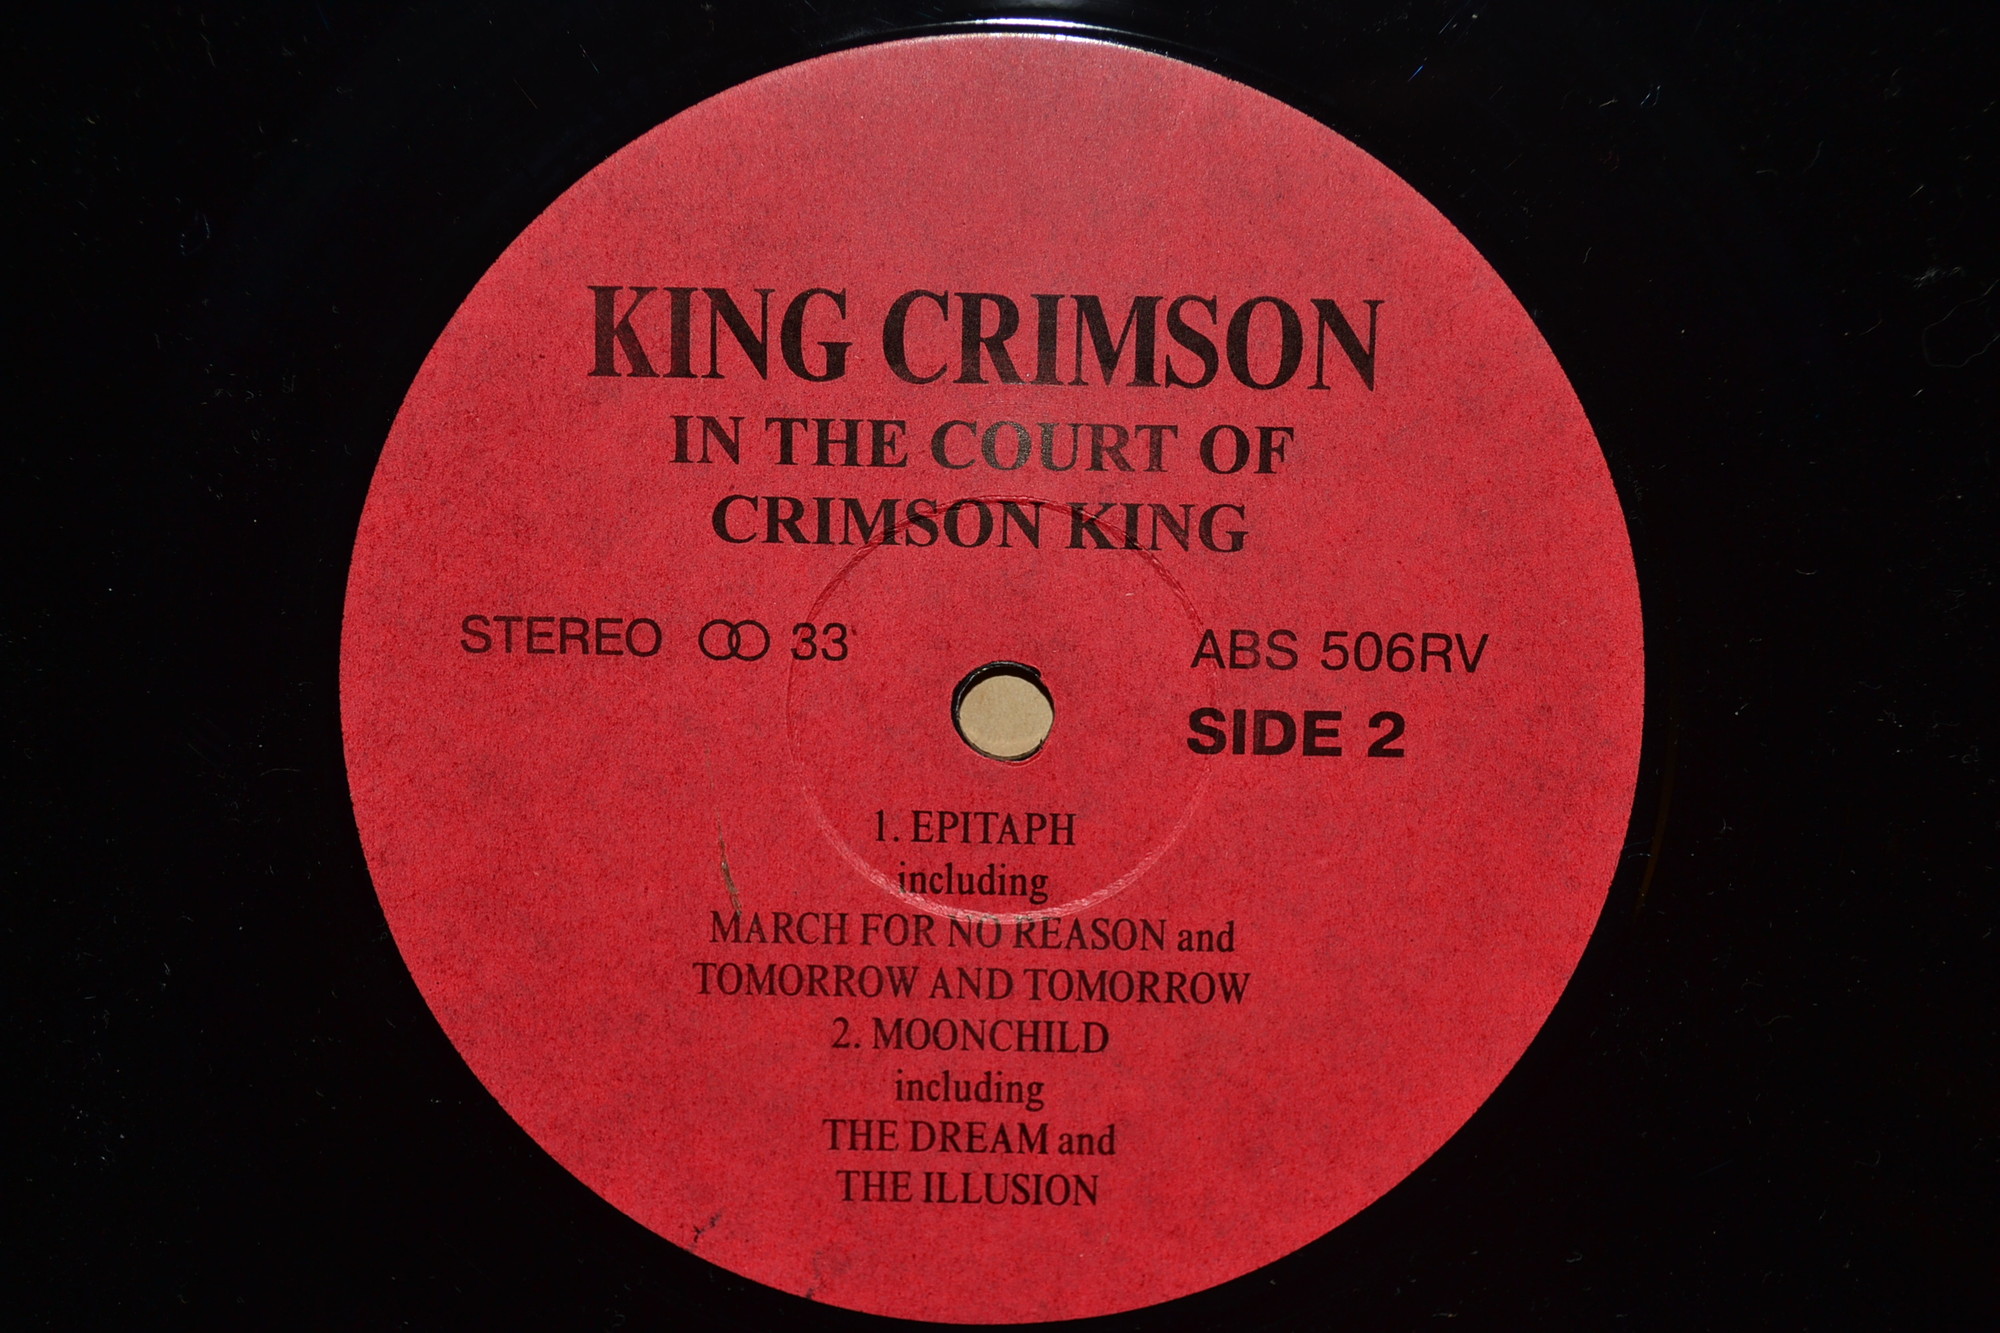 KING CRIMSON
IN THE COURT OF
CRIMSON KING
STEREO 33
ABS 506RV
SIDE 2
1. EPITAPH
including
MARCH FOR NO REASON and
TOMORROW AND TOMORROW
2. MOONCHILD
including
THE DREAM and
THE ILLUSION